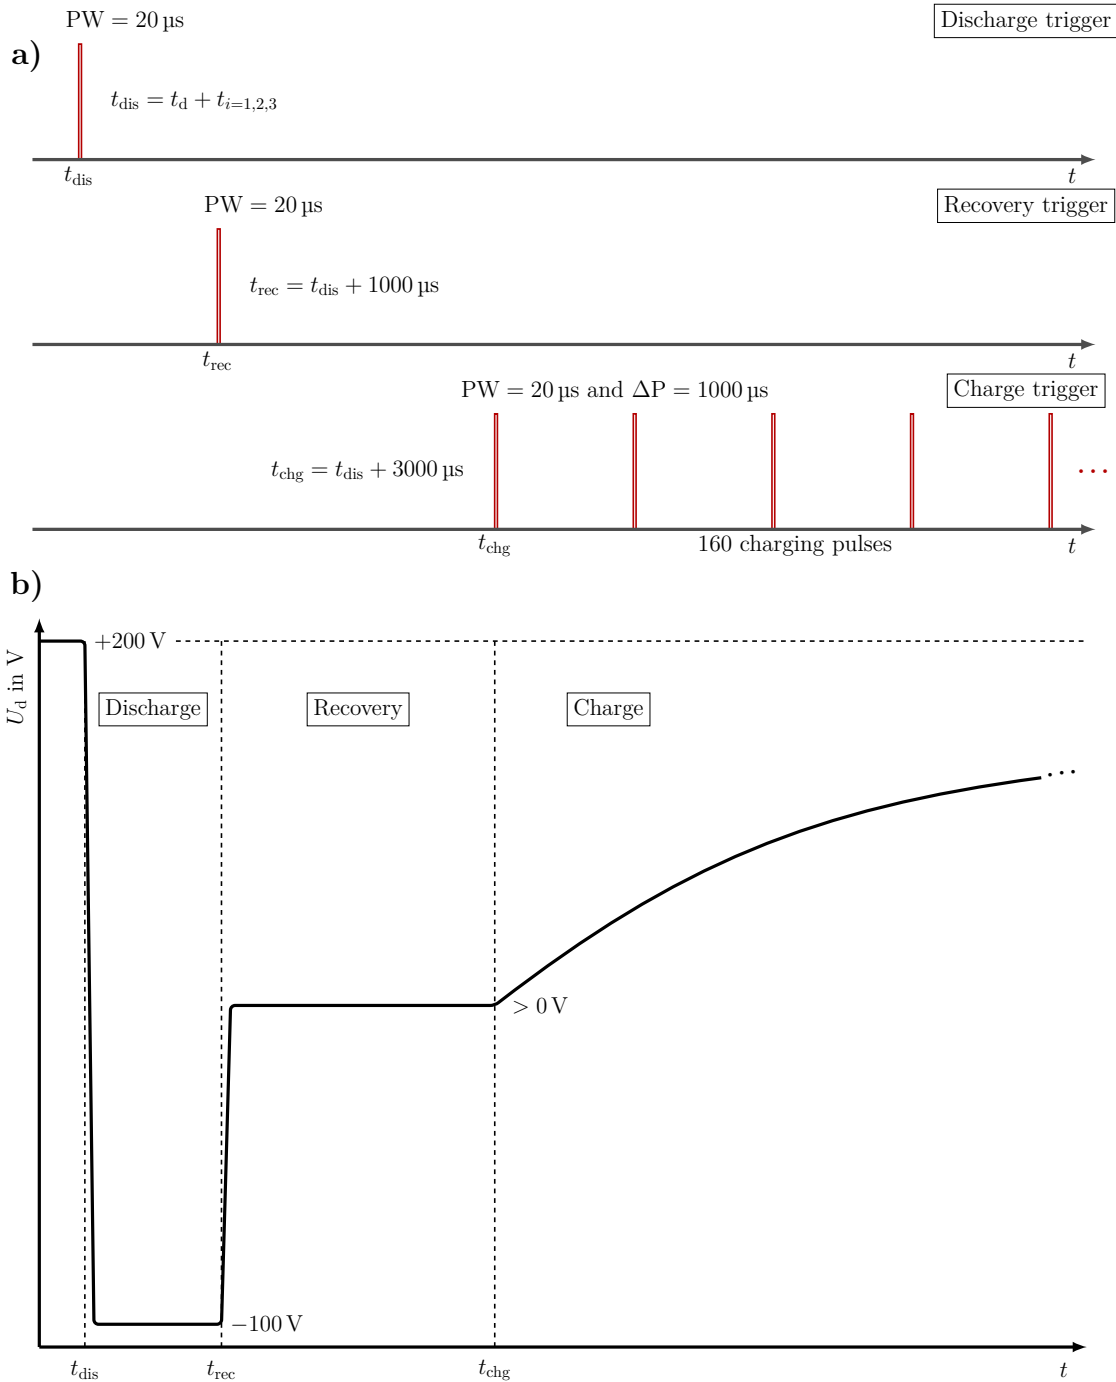 PW = 20 µs
Discharge trigger
a)
t_dis = t_d + t_{i=1,2,3}
t_dis
t
PW = 20 µs
Recovery trigger
t_rec = t_dis + 1000 µs
t_rec
t
PW = 20 µs and ΔP = 1000 µs
Charge trigger
t_chg = t_dis + 3000 µs
...
t_chg
160 charging pulses
t
b)
U_d in V
+200 V
Discharge
Recovery
Charge
...
> 0 V
−100 V
t_dis
t_rec
t_chg
t